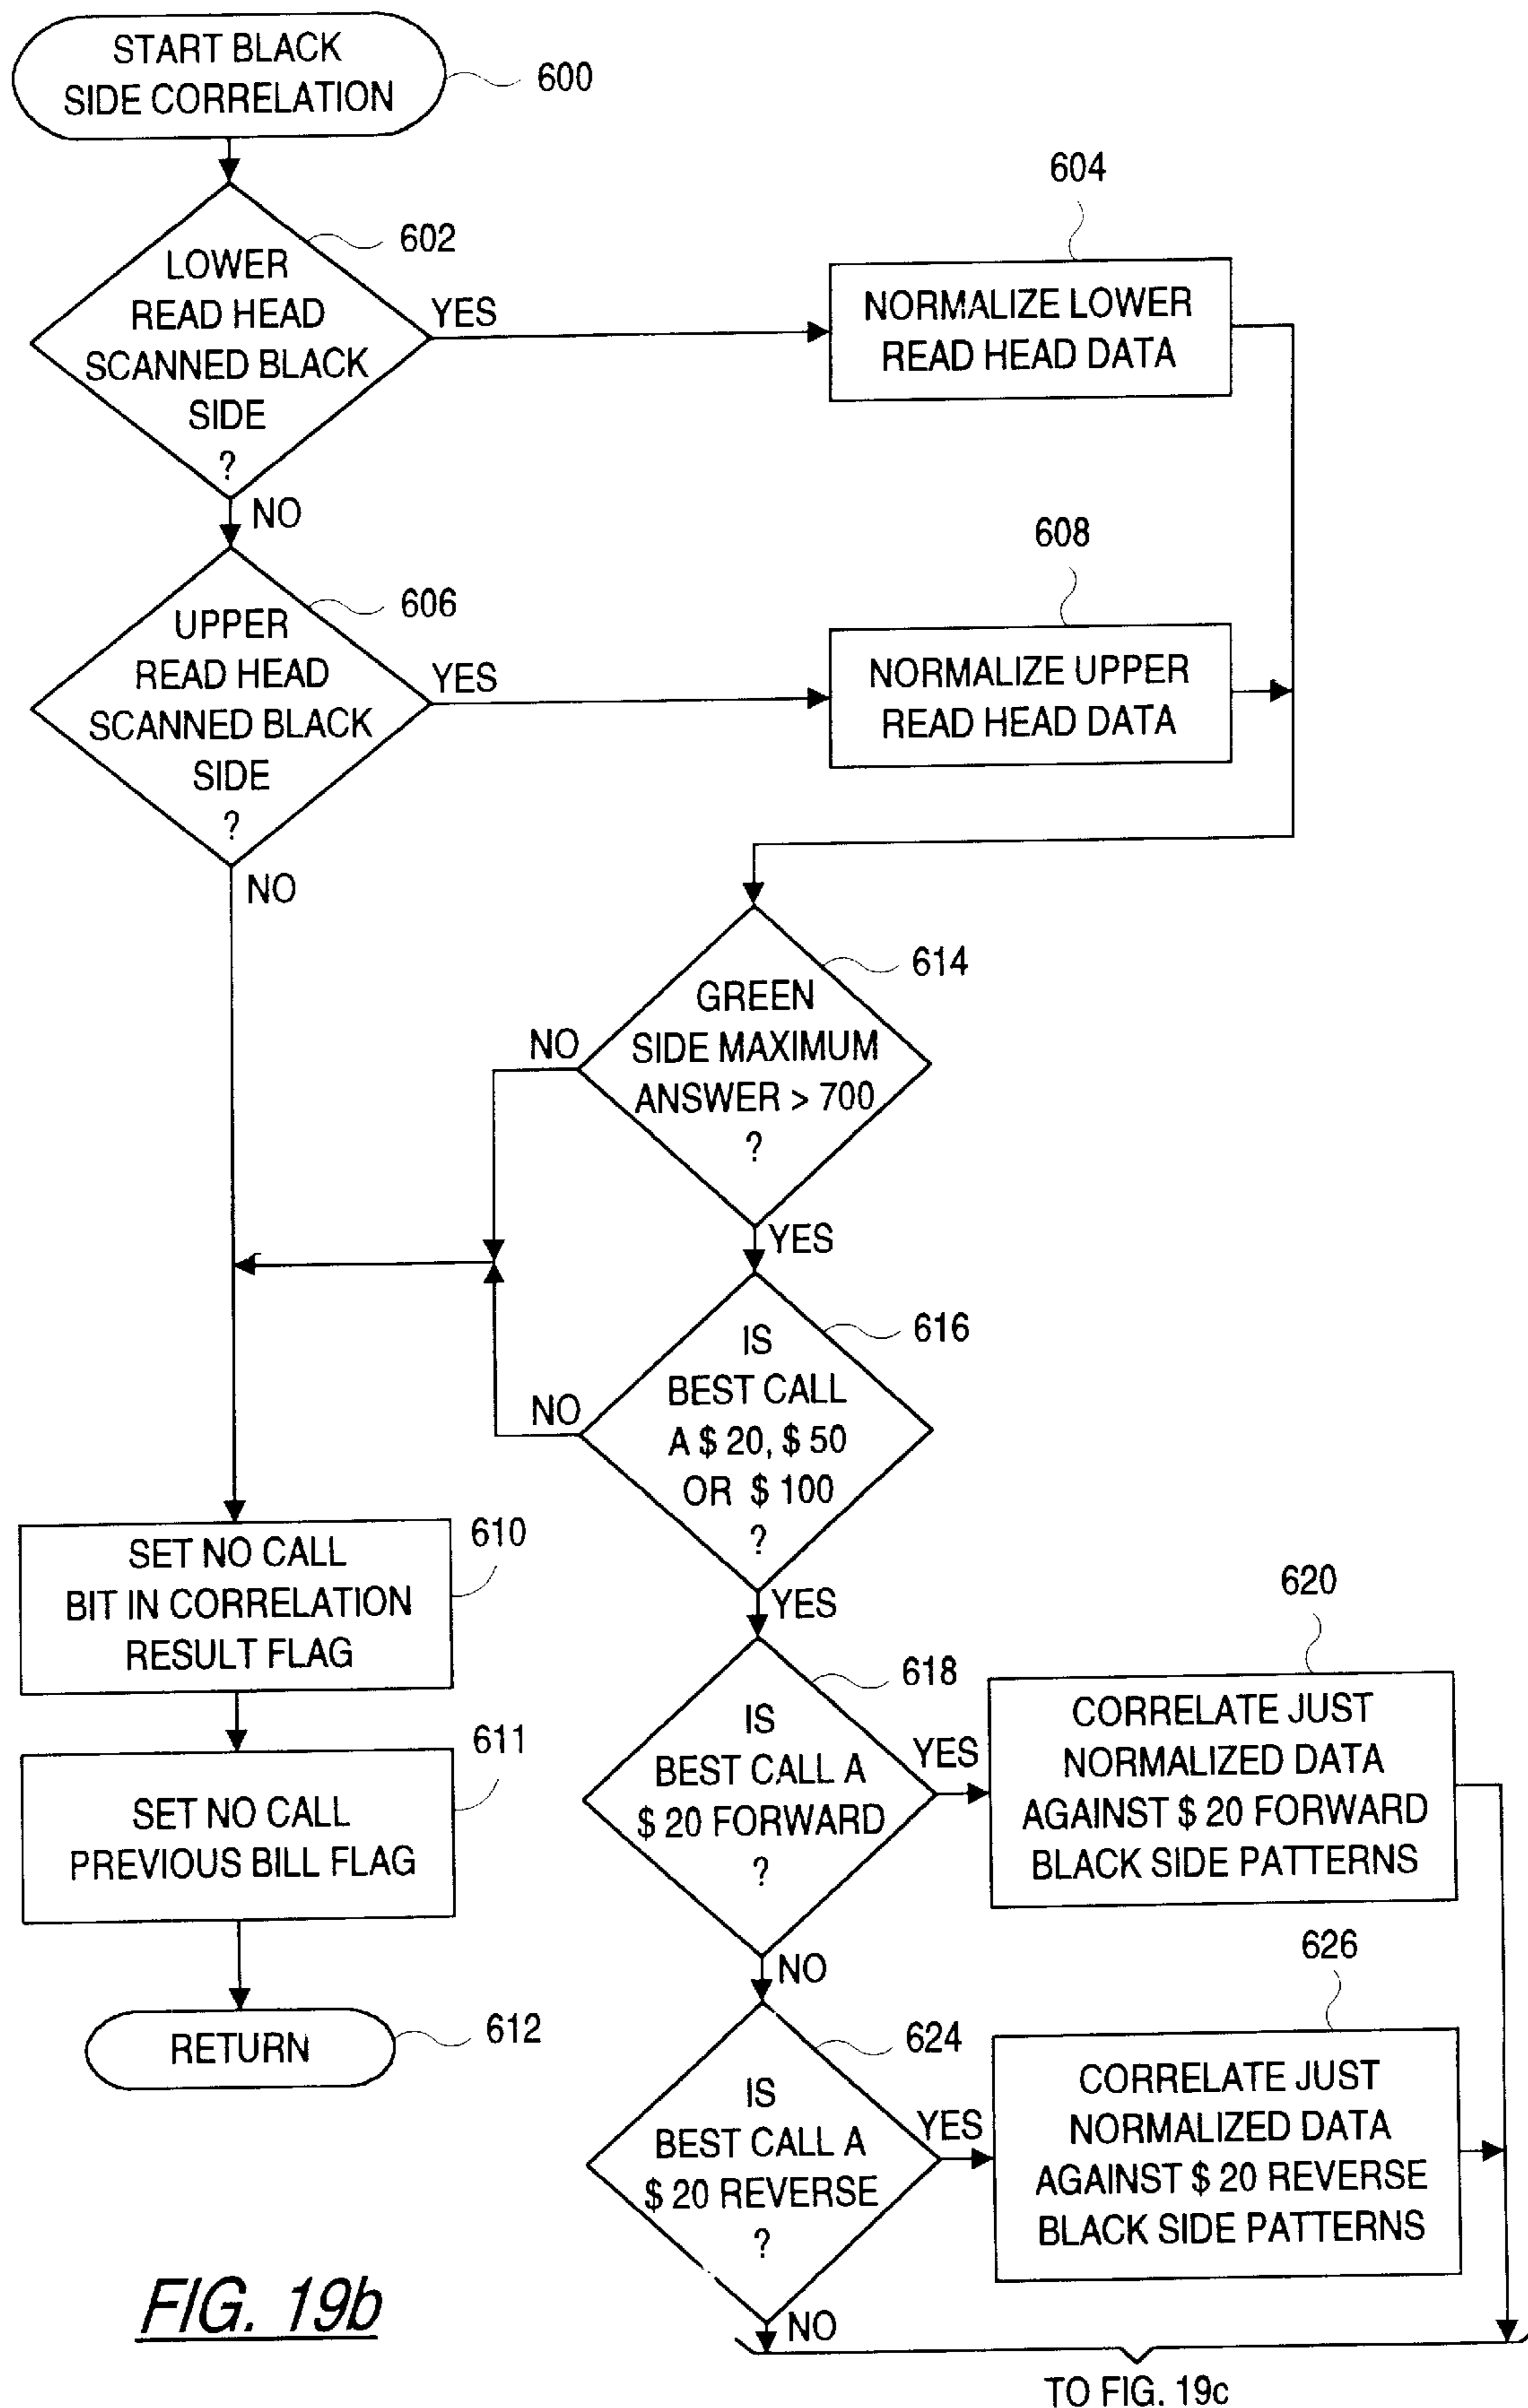 START BLACK
SIDE CORRELATION
600
LOWER
READ HEAD
SCANNED BLACK
SIDE
?
602
YES
NO
604
NORMALIZE LOWER
READ HEAD DATA
UPPER
READ HEAD
SCANNED BLACK
SIDE
?
606
YES
NO
608
NORMALIZE UPPER
READ HEAD DATA
GREEN
SIDE MAXIMUM
ANSWER > 700
?
614
NO
YES
IS
BEST CALL
A $ 20, $ 50
OR $ 100
?
616
NO
YES
SET NO CALL
BIT IN CORRELATION
RESULT FLAG
610
SET NO CALL
PREVIOUS BILL FLAG
611
RETURN
612
IS
BEST CALL A
$ 20 FORWARD
?
618
YES
NO
620
CORRELATE JUST
NORMALIZED DATA
AGAINST $ 20 FORWARD
BLACK SIDE PATTERNS
IS
BEST CALL A
$ 20 REVERSE
?
624
YES
NO
626
CORRELATE JUST
NORMALIZED DATA
AGAINST $ 20 REVERSE
BLACK SIDE PATTERNS
FIG. 19b
TO FIG. 19c